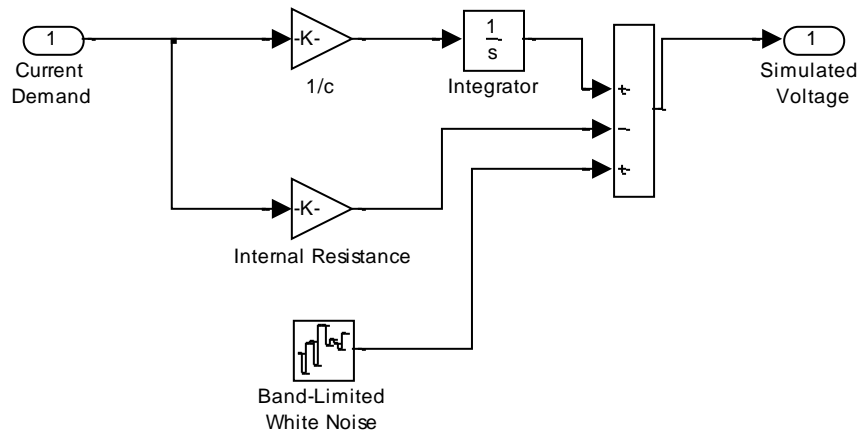 1
Current
Demand
-K-
1/c
1
s
Integrator
+
−
+
1
Simulated
Voltage
-K-
Internal Resistance
Band-Limited
White Noise